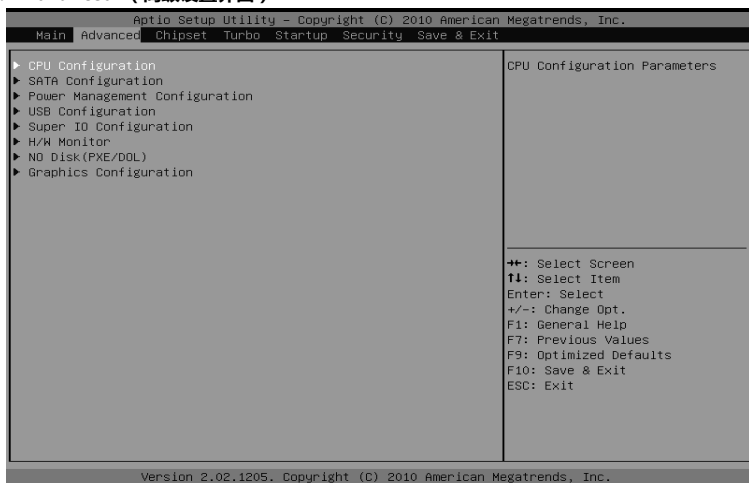 Aptio Setup Utility - Copyright (C) 2010 American Megatrends, Inc.
Main Advanced Chipset Turbo Startup Security Save & Exit
▶ CPU Configuration
▶ SATA Configuration
▶ Power Management Configuration
▶ USB Configuration
▶ Super IO Configuration
▶ H/W Monitor
▶ NO Disk(PXE/DOL)
▶ Graphics Configuration
CPU Configuration Parameters
→←: Select Screen
↑↓: Select Item
Enter: Select
+/-: Change Opt.
F1: General Help
F7: Previous Values
F9: Optimized Defaults
F10: Save & Exit
ESC: Exit
Version 2.02.1205. Copyright (C) 2010 American Megatrends, Inc.